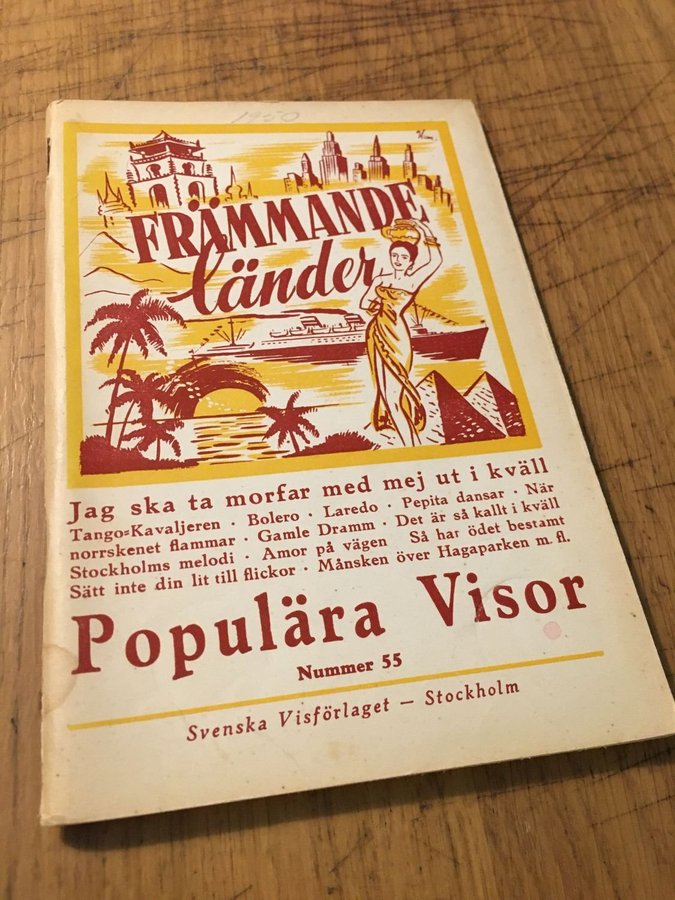 1950
FRÄMMANDE
länder
Jag ska ta morfar med mej ut i kväll
Tango=Kavaljeren · Bolero · Laredo · Pepita dansar · När
norrskenet flammar · Gamle Dramm · Det är så kallt i kväll
Stockholms melodi · Amor på vägen Så har ödet bestämt
Sätt inte din lit till flickor · Månsken över Hagaparken m. fl.
Populära Visor
Nummer 55
Svenska Visförlaget — Stockholm